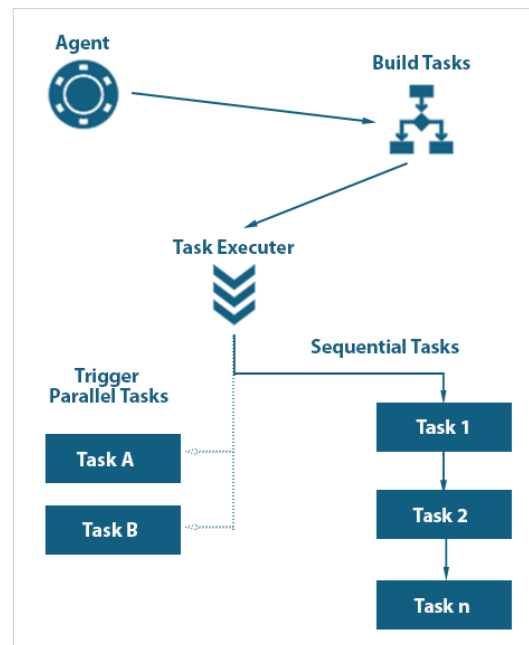 Agent
Build Tasks
Task Executer
Sequential Tasks
Trigger
Parallel Tasks
Task 1
Task A
Task 2
Task B
Task n